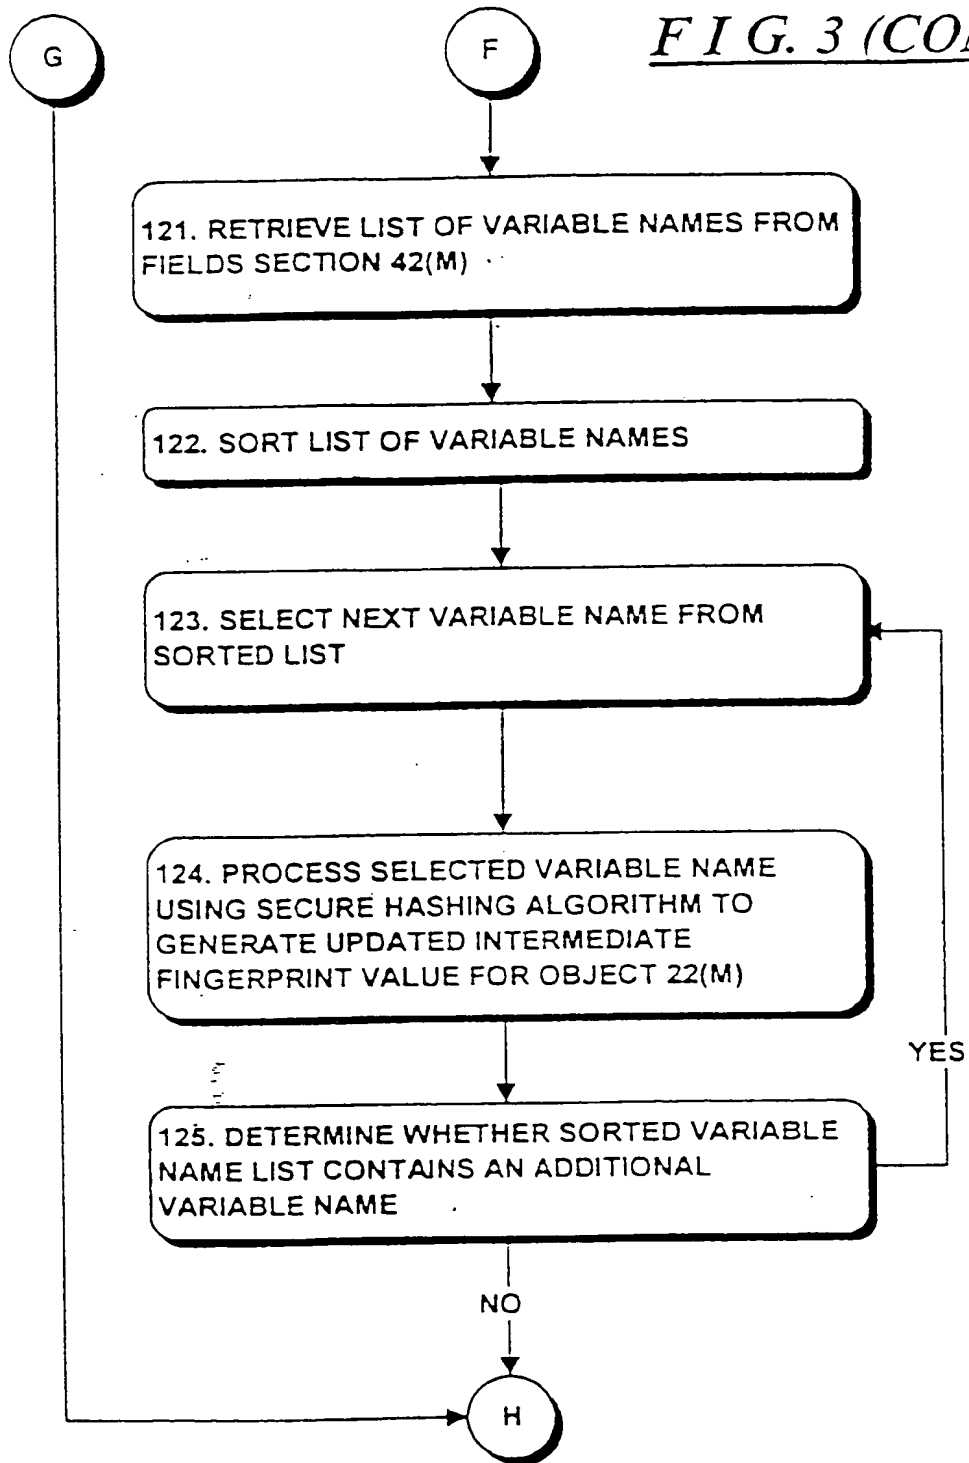 G
F
F I G. 3
121. RETRIEVE LIST OF VARIABLE NAMES FROM
FIELDS SECTION 42(M)
122. SORT LIST OF VARIABLE NAMES
123. SELECT NEXT VARIABLE NAME FROM
SORTED LIST
124. PROCESS SELECTED VARIABLE NAME
USING SECURE HASHING ALGORITHM TO
GENERATE UPDATED INTERMEDIATE
FINGERPRINT VALUE FOR OBJECT 22(M)
YES
125. DETERMINE WHETHER SORTED VARIABLE
NAME LIST CONTAINS AN ADDITIONAL
VARIABLE NAME
NO
H